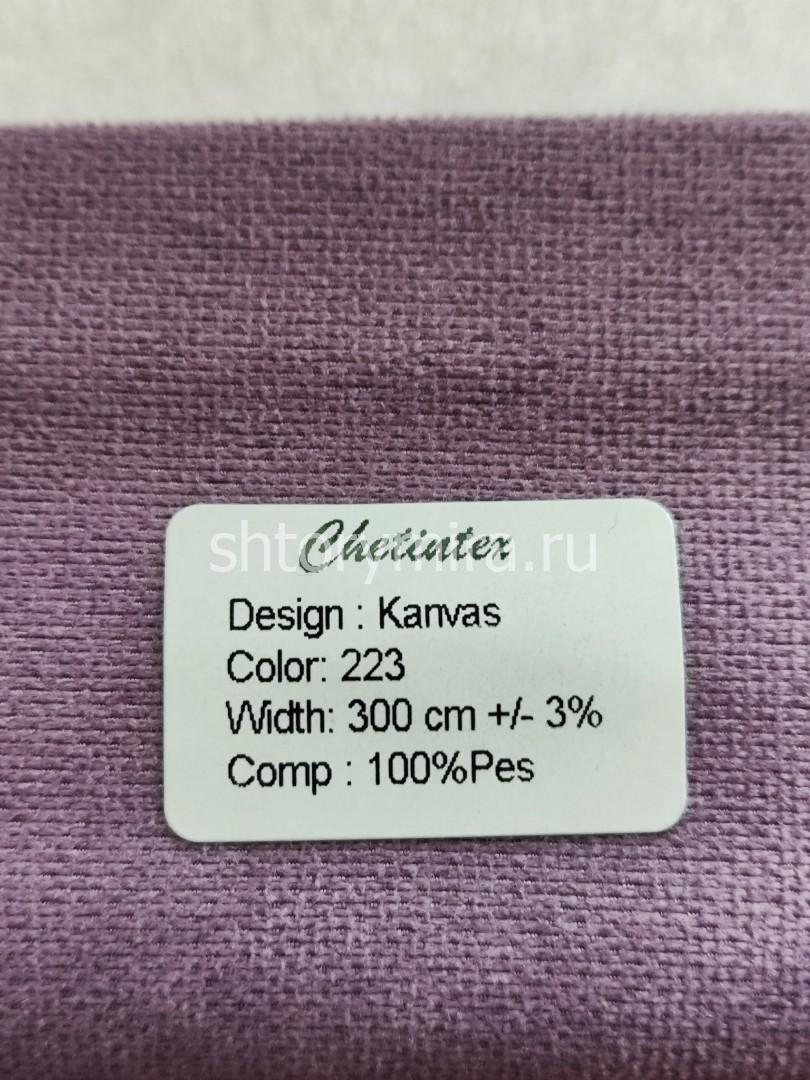 Chetintex
shtorymira.ru
Design : Kanvas
Color: 223
Width: 300 cm +/- 3%
Comp : 100%Pes